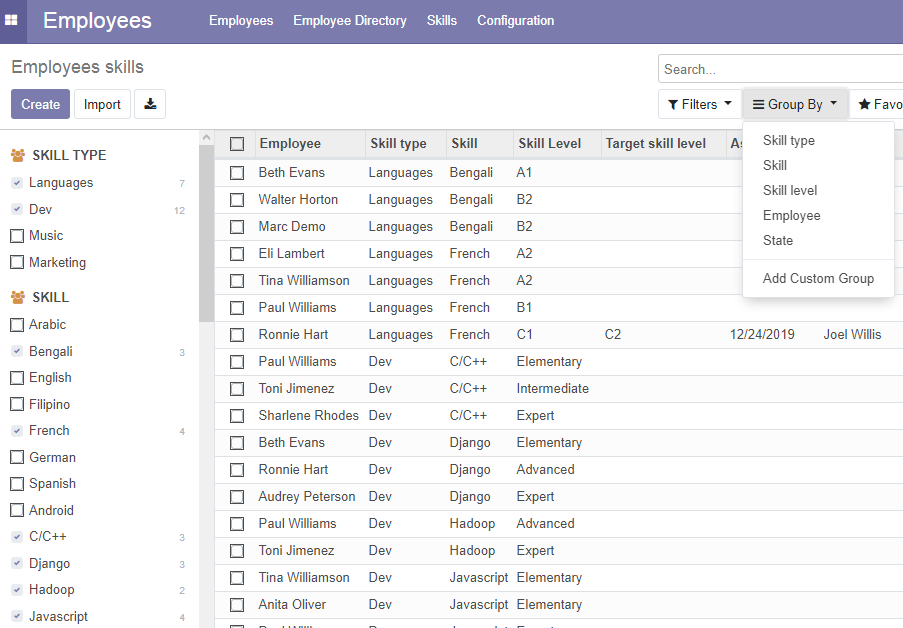 Employees Employees Employee Directory Skills Configuration
Employees skills
Search...
Create Import
Filters Group By Favo
SKILL TYPE
Languages 7
Dev 12
Music
Marketing
SKILL
Arabic
Bengali 3
English
Filipino
French 4
German
Spanish
Android
C/C++ 3
Django 3
Hadoop 2
Javascript 4
Employee Skill type Skill Skill Level Target skill level
Beth Evans Languages Bengali A1
Walter Horton Languages Bengali B2
Marc Demo Languages Bengali B2
Eli Lambert Languages French A2
Tina Williamson Languages French A2
Paul Williams Languages French B1
Ronnie Hart Languages French C1 C2 12/24/2019 Joel Willis
Paul Williams Dev C/C++ Elementary
Toni Jimenez Dev C/C++ Intermediate
Sharlene Rhodes Dev C/C++ Expert
Beth Evans Dev Django Elementary
Ronnie Hart Dev Django Advanced
Audrey Peterson Dev Django Expert
Paul Williams Dev Hadoop Advanced
Toni Jimenez Dev Hadoop Expert
Tina Williamson Dev Javascript Elementary
Anita Oliver Dev Javascript Elementary
Skill type
Skill
Skill level
Employee
State
Add Custom Group